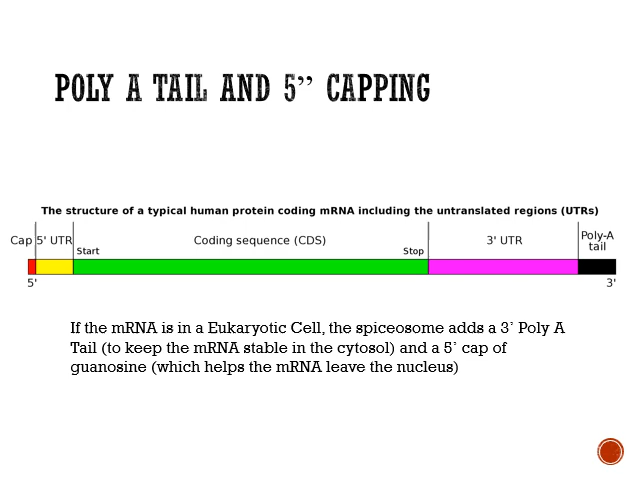 POLY A TAIL AND 5” CAPPING
The structure of a typical human protein coding mRNA including the untranslated regions (UTRs)
Cap 5' UTR Coding sequence (CDS) 3' UTR Poly-A tail
Start Stop
5' 3'
If the mRNA is in a Eukaryotic Cell, the spiceosome adds a 3’ Poly A
Tail (to keep the mRNA stable in the cytosol) and a 5’ cap of
guanosine (which helps the mRNA leave the nucleus)